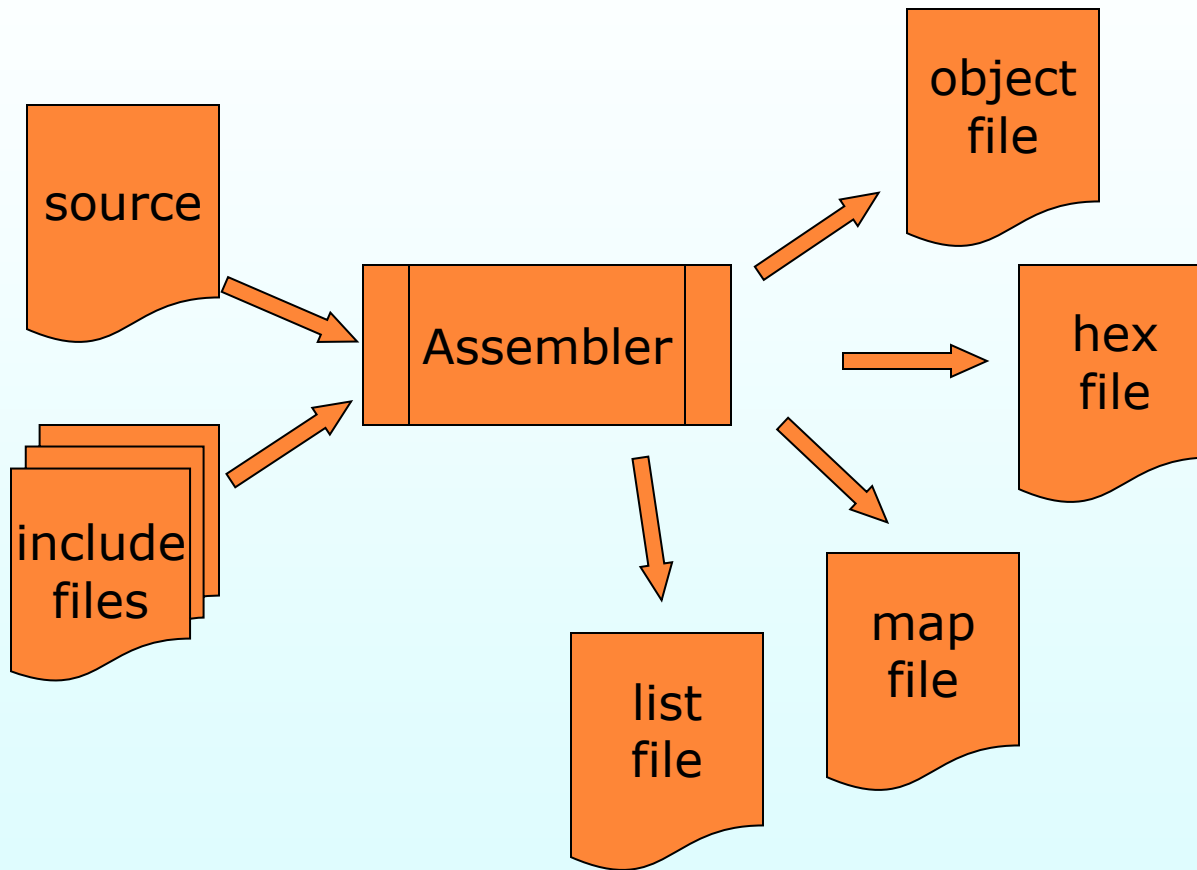 source
include
files
Assembler
object
file
hex
file
map
file
list
file